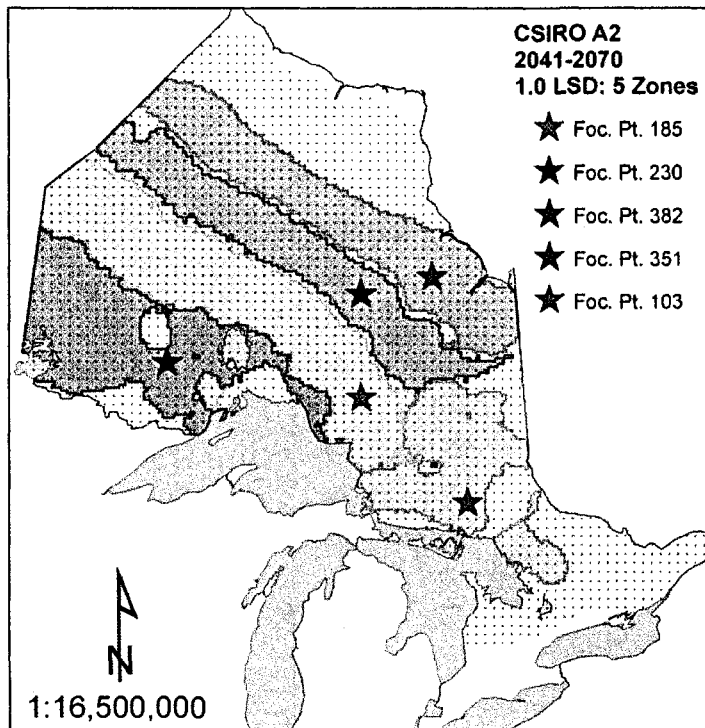 CSIRO A2
2041-2070
1.0 LSD: 5 Zones
Foc. Pt. 185
Foc. Pt. 230
Foc. Pt. 382
Foc. Pt. 351
Foc. Pt. 103
N
1:16,500,000